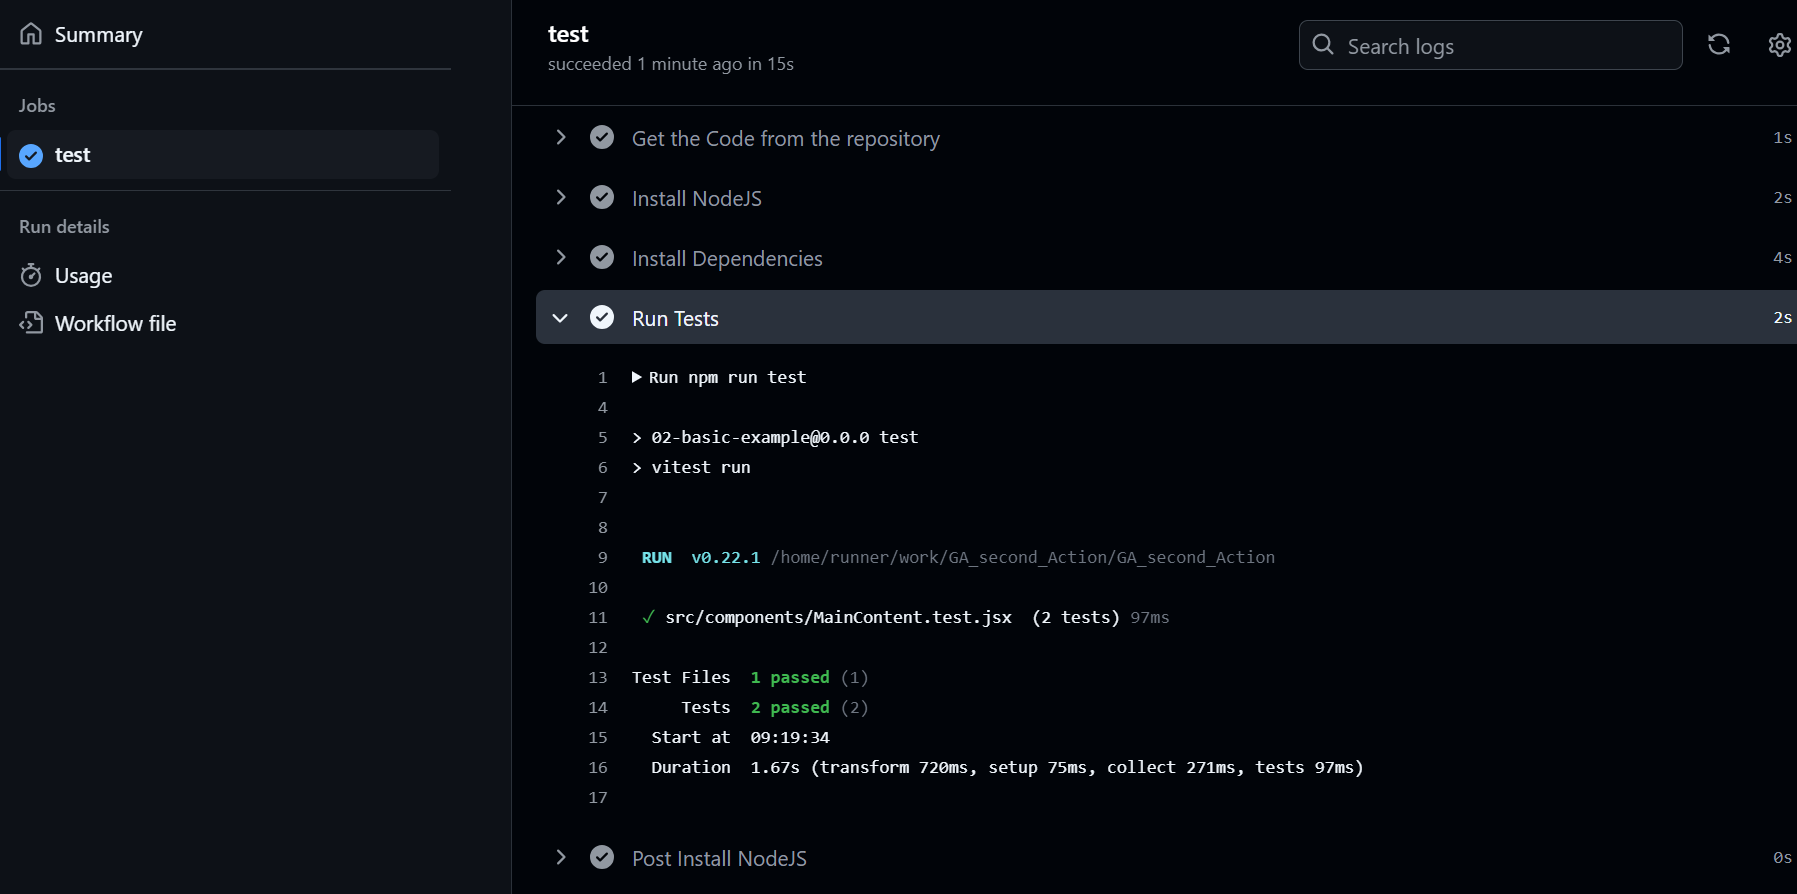 Summary
Jobs
test
Run details
Usage
Workflow file
test
succeeded 1 minute ago in 15s
Search logs
Get the Code from the repository 1s
Install NodeJS 2s
Install Dependencies 4s
Run Tests 2s
1 Run npm run test
4
5 > 02-basic-example@0.0.0 test
6 > vitest run
7
8
9 RUN v0.22.1 /home/runner/work/GA_second_Action/GA_second_Action
10
11 ✓ src/components/MainContent.test.jsx (2 tests) 97ms
12
13 Test Files 1 passed (1)
14 Tests 2 passed (2)
15 Start at 09:19:34
16 Duration 1.67s (transform 720ms, setup 75ms, collect 271ms, tests 97ms)
17
Post Install NodeJS 0s